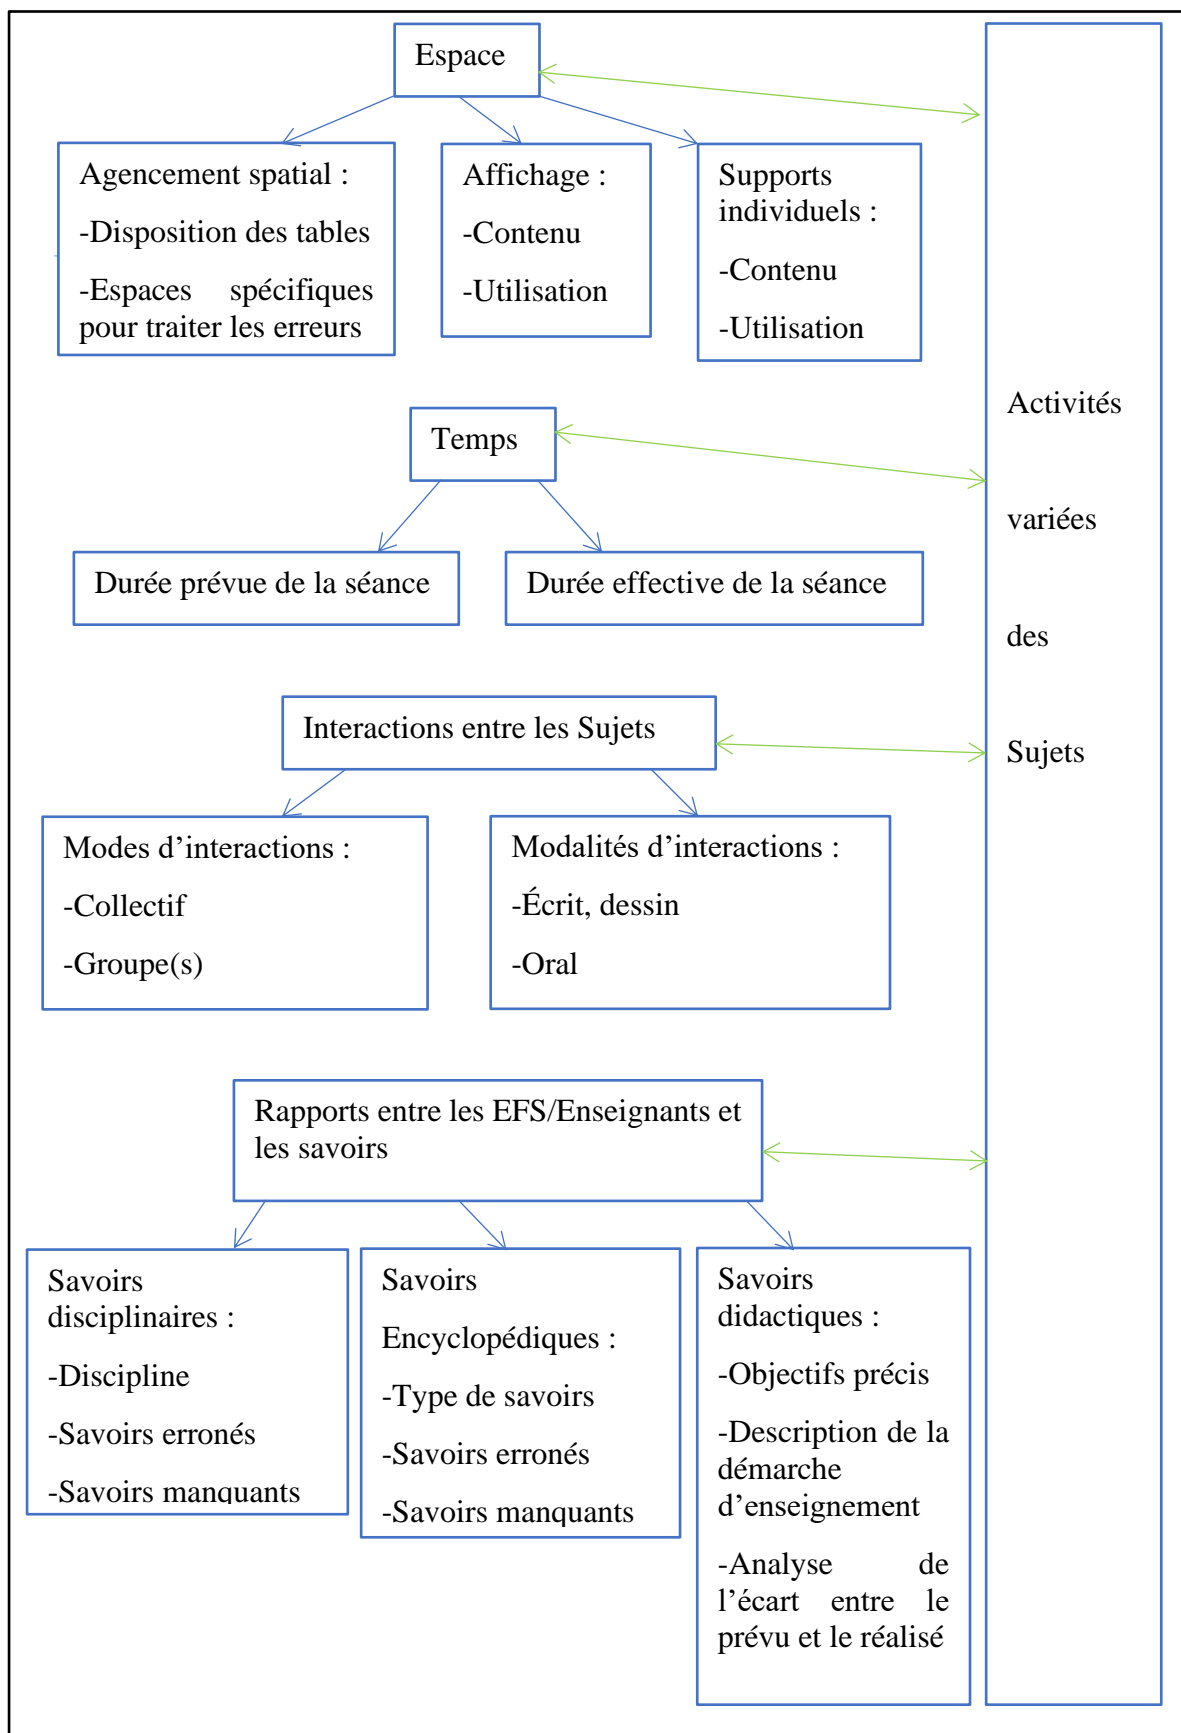 Espace
Agencement spatial :
-Disposition des tables
-Espaces spécifiques
pour traiter les erreurs
Affichage :
-Contenu
-Utilisation
Supports
individuels :
-Contenu
-Utilisation
Temps
Durée prévue de la séance
Durée effective de la séance
Interactions entre les Sujets
Modes d’interactions :
-Collectif
-Groupe(s)
Modalités d’interactions :
-Écrit, dessin
-Oral
Rapports entre les EFS/Enseignants et
les savoirs
Savoirs
disciplinaires :
-Discipline
-Savoirs erronés
-Savoirs manquants
Savoirs
Encyclopédiques :
-Type de savoirs
-Savoirs erronés
-Savoirs manquants
Savoirs
didactiques :
-Objectifs précis
-Description de la
démarche
d’enseignement
-Analyse de
l’écart entre le
prévu et le réalisé
Activités
variées
des
Sujets